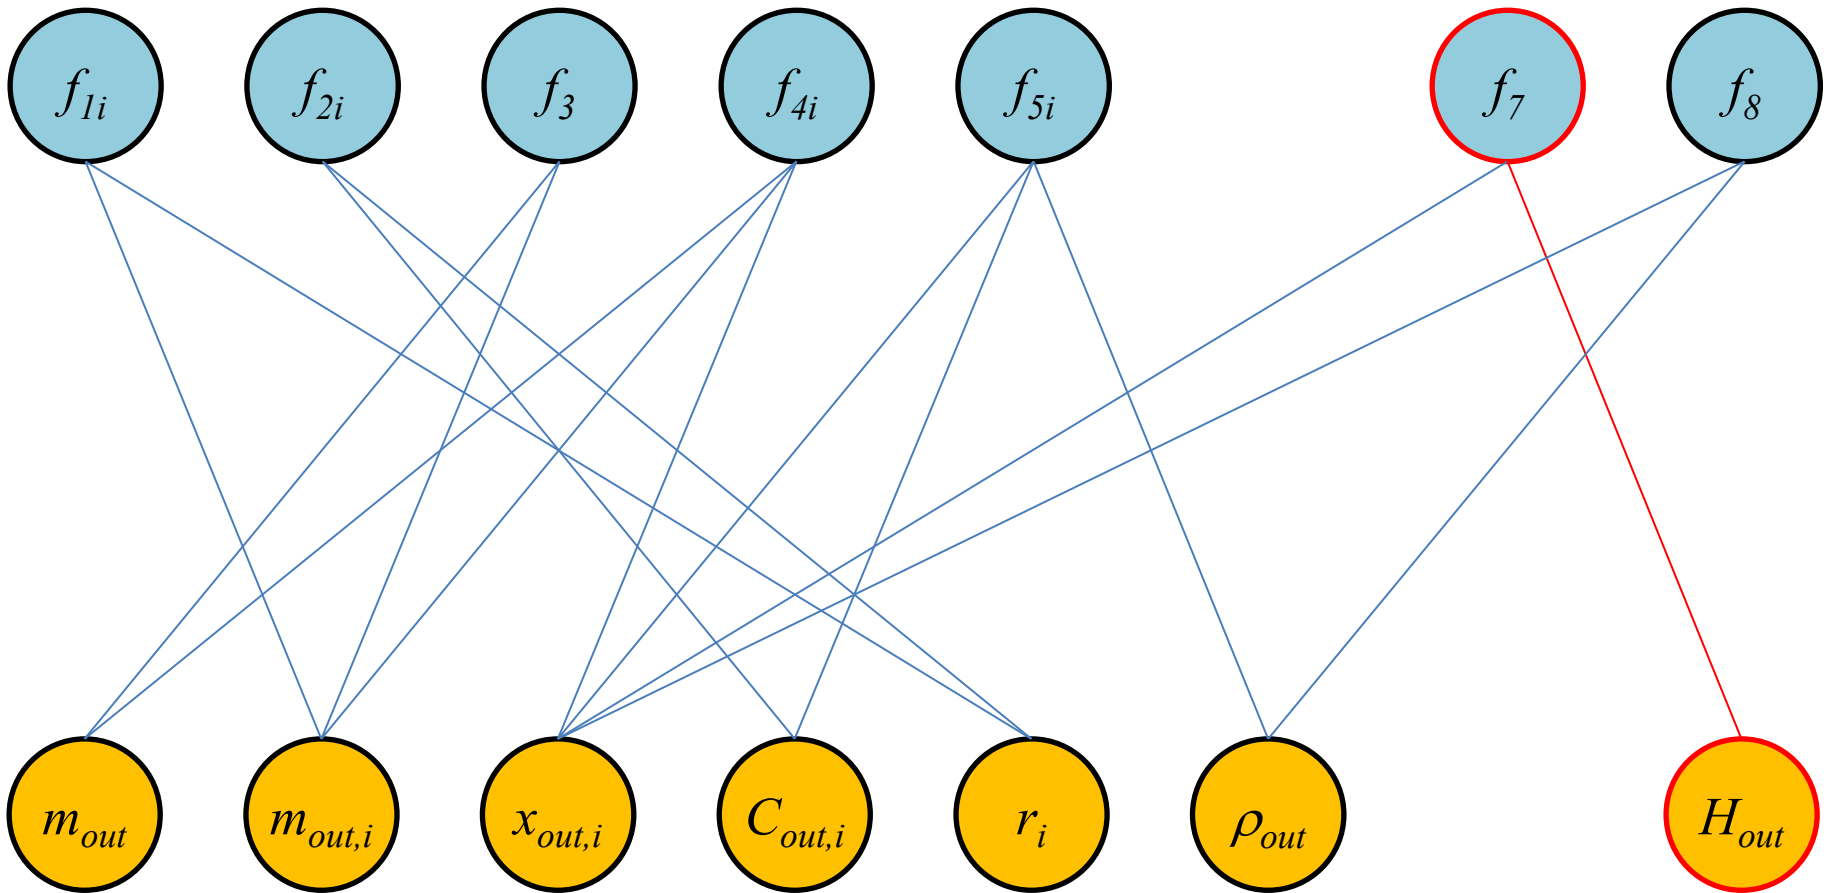 f1i f2i f3 f4i f5i f7 f8
mout mout,i xout,i Cout,i ri ρout Hout